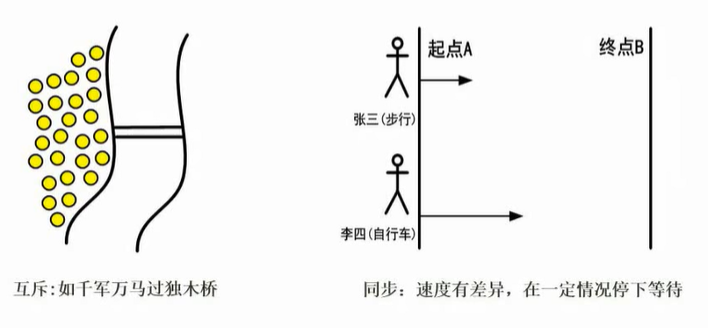 起点A
终点B
张三(步行)
李四(自行车)
互斥:如千军万马过独木桥
同步：速度有差异，在一定情况停下等待